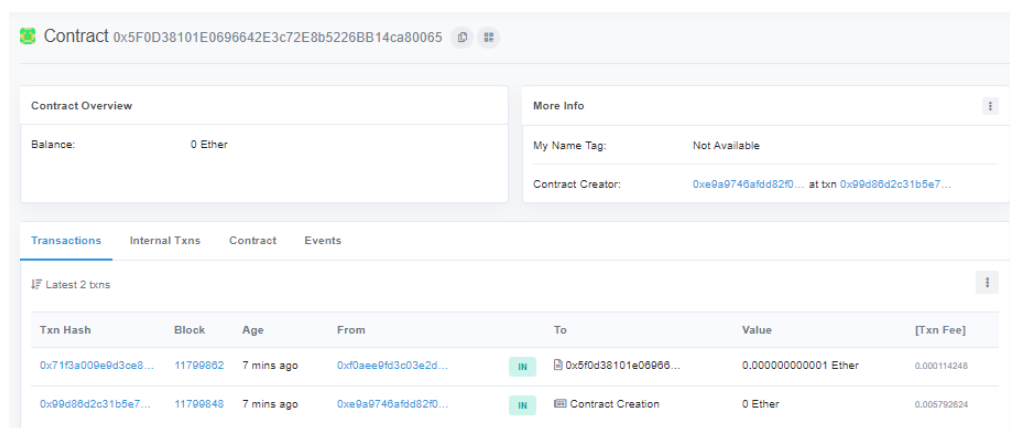 Contract 0x5F0D38101E0696642E3c72E8b5226BB14ca80065
Contract Overview
Balance: 0 Ether
More Info
My Name Tag: Not Available
Contract Creator: 0xe9a9746afdd82f0... at txn 0x99d86d2c31b5e7...
Transactions Internal Txns Contract Events
Latest 2 txns
Txn Hash Block Age From To Value [Txn Fee]
0x71f3a009e9d3ce8... 11799862 7 mins ago 0xf0aee9fd3c03e2d... IN 0x5f0d38101e06966... 0.000000000001 Ether 0.000114248
0x99d86d2c31b5e7... 11799848 7 mins ago 0xe9a9746afdd82f0... IN Contract Creation 0 Ether 0.005792624